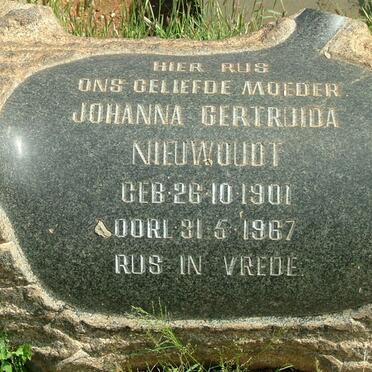 HIER RUS
ONS GELIEFDE MOEDER
JOHANNA GERTRUIDA
NIEUWOUDT
GEB·26·10·1901
OORL·31·5·1967
RUS IN VREDE